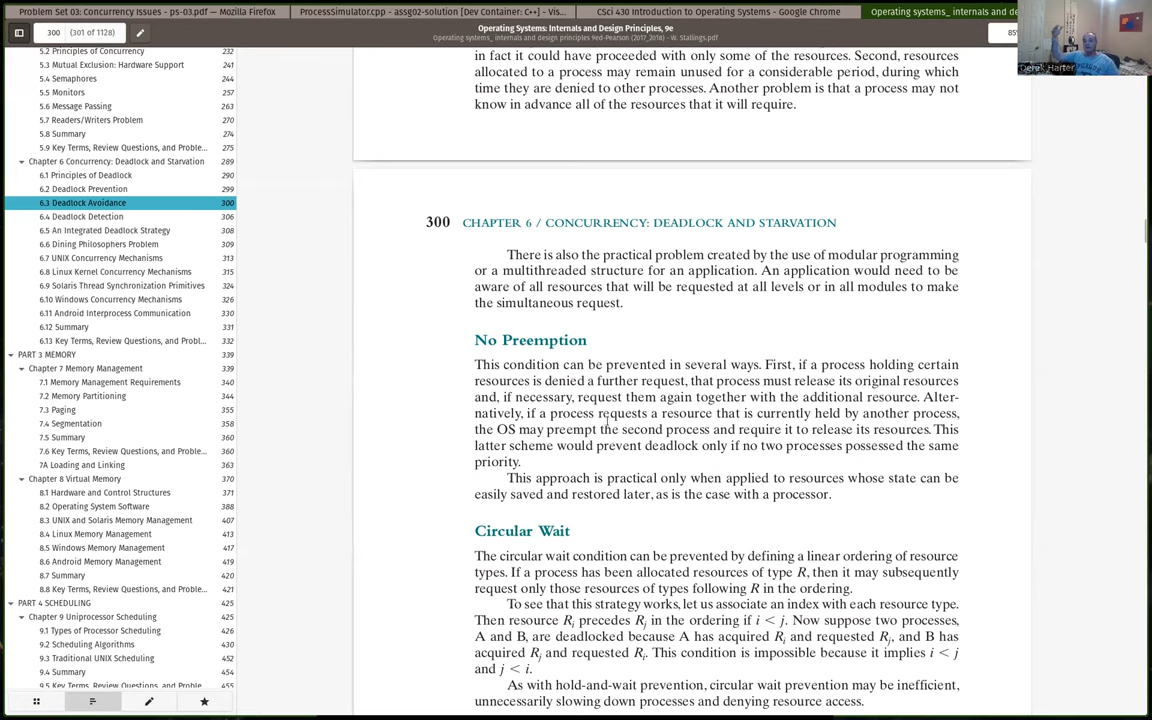 Problem Set 03: Concurrency Issues - ps-03.pdf — Mozilla Firefox
ProcessSimulator.cpp - assg02-solution [Dev Container: C++] - Vis...
CSci 430 Introduction to Operating Systems - Google Chrome
Operating systems_ internals and de
300 (301 of 1128)
Operating Systems: Internals and Design Principles, 9e
Operating systems_ internals and design principles 9ed-Pearson (2017_2018) - W. Stallings.pdf
85
Derek Harter
5.2 Principles of Concurrency 232
5.3 Mutual Exclusion: Hardware Support 241
5.4 Semaphores 244
5.5 Monitors 257
5.6 Message Passing 263
5.7 Readers/Writers Problem 270
5.8 Summary 274
5.9 Key Terms, Review Questions, and Proble... 275
Chapter 6 Concurrency: Deadlock and Starvation 289
6.1 Principles of Deadlock 290
6.2 Deadlock Prevention 299
6.3 Deadlock Avoidance 300
6.4 Deadlock Detection 306
6.5 An Integrated Deadlock Strategy 308
6.6 Dining Philosophers Problem 309
6.7 UNIX Concurrency Mechanisms 313
6.8 Linux Kernel Concurrency Mechanisms 315
6.9 Solaris Thread Synchronization Primitives 324
6.10 Windows Concurrency Mechanisms 326
6.11 Android Interprocess Communication 330
6.12 Summary 331
6.13 Key Terms, Review Questions, and Probl... 332
PART 3 MEMORY 339
Chapter 7 Memory Management 339
7.1 Memory Management Requirements 340
7.2 Memory Partitioning 344
7.3 Paging 355
7.4 Segmentation 358
7.5 Summary 360
7.6 Key Terms, Review Questions, and Proble... 360
7A Loading and Linking 363
Chapter 8 Virtual Memory 370
8.1 Hardware and Control Structures 371
8.2 Operating System Software 388
8.3 UNIX and Solaris Memory Management 407
8.4 Linux Memory Management 413
8.5 Windows Memory Management 417
8.6 Android Memory Management 419
8.7 Summary 420
8.8 Key Terms, Review Questions, and Proble... 421
PART 4 SCHEDULING 425
Chapter 9 Uniprocessor Scheduling 425
9.1 Types of Processor Scheduling 426
9.2 Scheduling Algorithms 430
9.3 Traditional UNIX Scheduling 452
9.4 Summary 454
9.5 Key Terms, Review Questions, and Proble... 455
in fact it could have proceeded with only some of the resources. Second, resources
allocated to a process may remain unused for a considerable period, during which
time they are denied to other processes. Another problem is that a process may not
know in advance all of the resources that it will require.
300 CHAPTER 6 / CONCURRENCY: DEADLOCK AND STARVATION
There is also the practical problem created by the use of modular programming
or a multithreaded structure for an application. An application would need to be
aware of all resources that will be requested at all levels or in all modules to make
the simultaneous request.
No Preemption
This condition can be prevented in several ways. First, if a process holding certain
resources is denied a further request, that process must release its original resources
and, if necessary, request them again together with the additional resource. Alter-
natively, if a process requests a resource that is currently held by another process,
the OS may preempt the second process and require it to release its resources. This
latter scheme would prevent deadlock only if no two processes possessed the same
priority.
This approach is practical only when applied to resources whose state can be
easily saved and restored later, as is the case with a processor.
Circular Wait
The circular wait condition can be prevented by defining a linear ordering of resource
types. If a process has been allocated resources of type R, then it may subsequently
request only those resources of types following R in the ordering.
To see that this strategy works, let us associate an index with each resource type.
Then resource Ri precedes Rj in the ordering if i < j. Now suppose two processes,
A and B, are deadlocked because A has acquired Ri and requested Rj, and B has
acquired Rj and requested Ri. This condition is impossible because it implies i < j
and j < i.
As with hold-and-wait prevention, circular wait prevention may be inefficient,
unnecessarily slowing down processes and denying resource access.